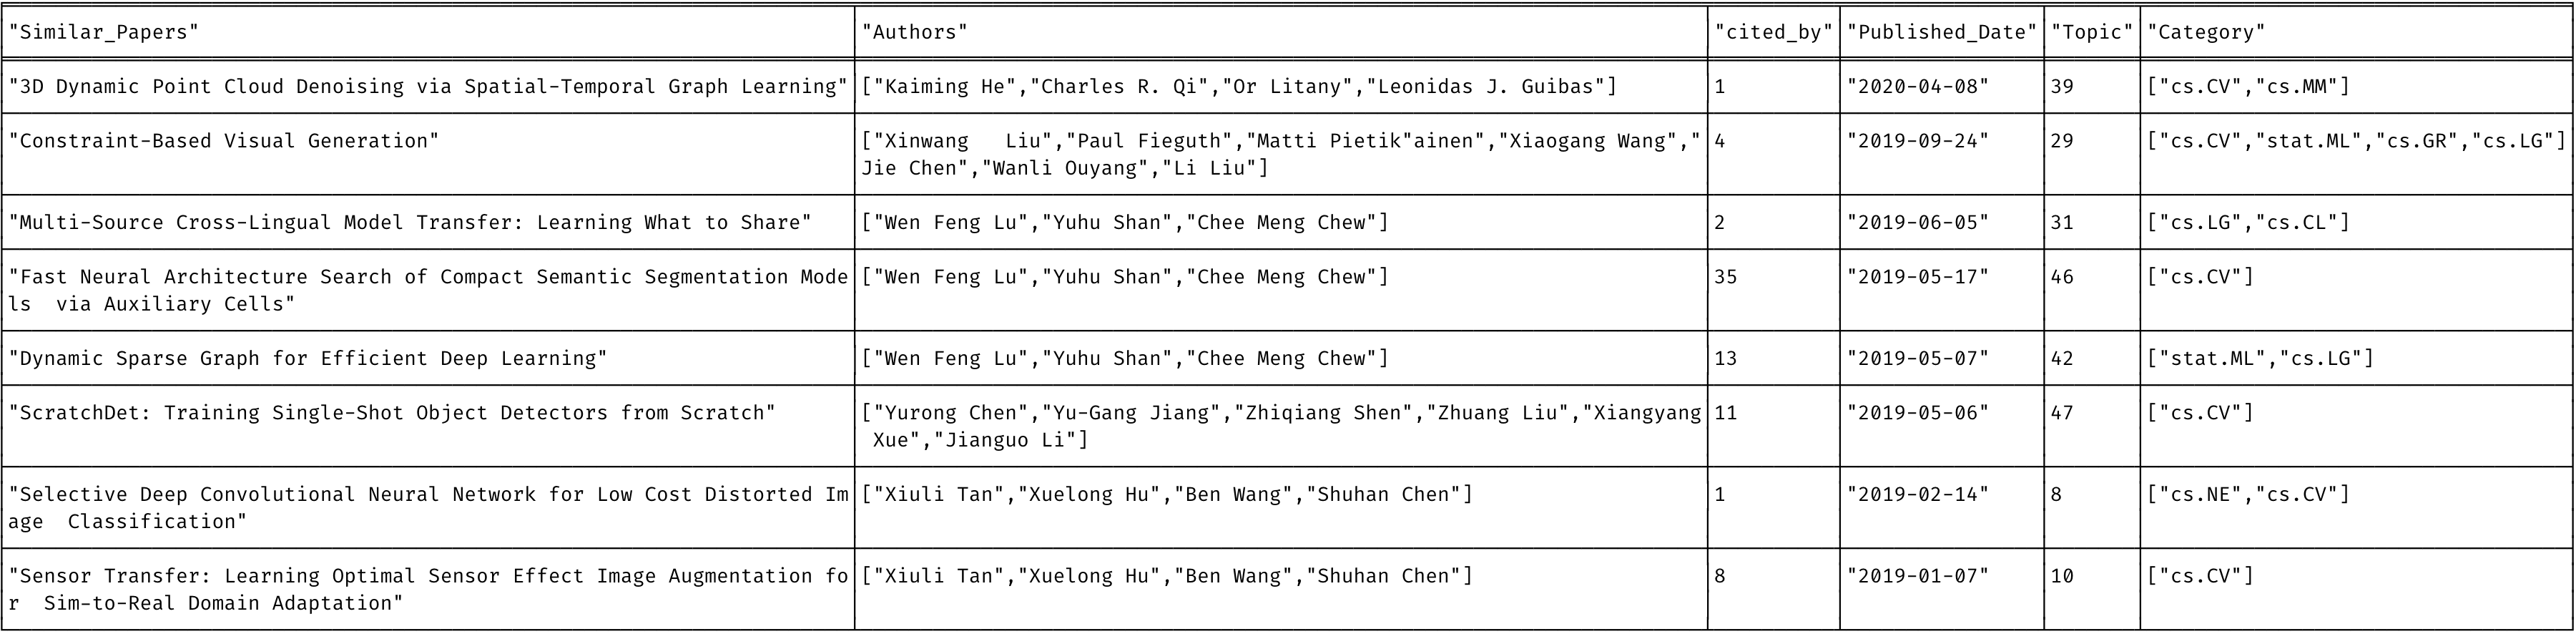 "Similar_Papers" "Authors" "cited_by" "Published_Date" "Topic" "Category"
"3D Dynamic Point Cloud Denoising via Spatial-Temporal Graph Learning" ["Kaiming He","Charles R. Qi","Or Litany","Leonidas J. Guibas"] 1 "2020-04-08" 39 ["cs.CV","cs.MM"]
"Constraint-Based Visual Generation" ["Xinwang   Liu","Paul Fieguth","Matti Pietik"ainen","Xiaogang Wang"," 4 "2019-09-24" 29 ["cs.CV","stat.ML","cs.GR","cs.LG"]
Jie Chen","Wanli Ouyang","Li Liu"]
"Multi-Source Cross-Lingual Model Transfer: Learning What to Share" ["Wen Feng Lu","Yuhu Shan","Chee Meng Chew"] 2 "2019-06-05" 31 ["cs.LG","cs.CL"]
"Fast Neural Architecture Search of Compact Semantic Segmentation Mode ["Wen Feng Lu","Yuhu Shan","Chee Meng Chew"] 35 "2019-05-17" 46 ["cs.CV"]
ls  via Auxiliary Cells"
"Dynamic Sparse Graph for Efficient Deep Learning" ["Wen Feng Lu","Yuhu Shan","Chee Meng Chew"] 13 "2019-05-07" 42 ["stat.ML","cs.LG"]
"ScratchDet: Training Single-Shot Object Detectors from Scratch" ["Yurong Chen","Yu-Gang Jiang","Zhiqiang Shen","Zhuang Liu","Xiangyang 11 "2019-05-06" 47 ["cs.CV"]
Xue","Jianguo Li"]
"Selective Deep Convolutional Neural Network for Low Cost Distorted Im ["Xiuli Tan","Xuelong Hu","Ben Wang","Shuhan Chen"] 1 "2019-02-14" 8 ["cs.NE","cs.CV"]
age  Classification"
"Sensor Transfer: Learning Optimal Sensor Effect Image Augmentation fo ["Xiuli Tan","Xuelong Hu","Ben Wang","Shuhan Chen"] 8 "2019-01-07" 10 ["cs.CV"]
r  Sim-to-Real Domain Adaptation"